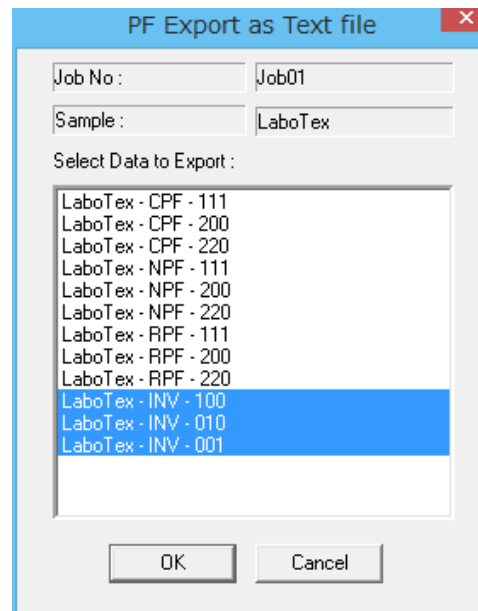 PF Export as Text file
Job No : Job01
Sample : LaboTex
Select Data to Export :
LaboTex - CPF - 111
LaboTex - CPF - 200
LaboTex - CPF - 220
LaboTex - NPF - 111
LaboTex - NPF - 200
LaboTex - NPF - 220
LaboTex - RPF - 111
LaboTex - RPF - 200
LaboTex - RPF - 220
LaboTex - INV - 100
LaboTex - INV - 010
LaboTex - INV - 001
OK Cancel